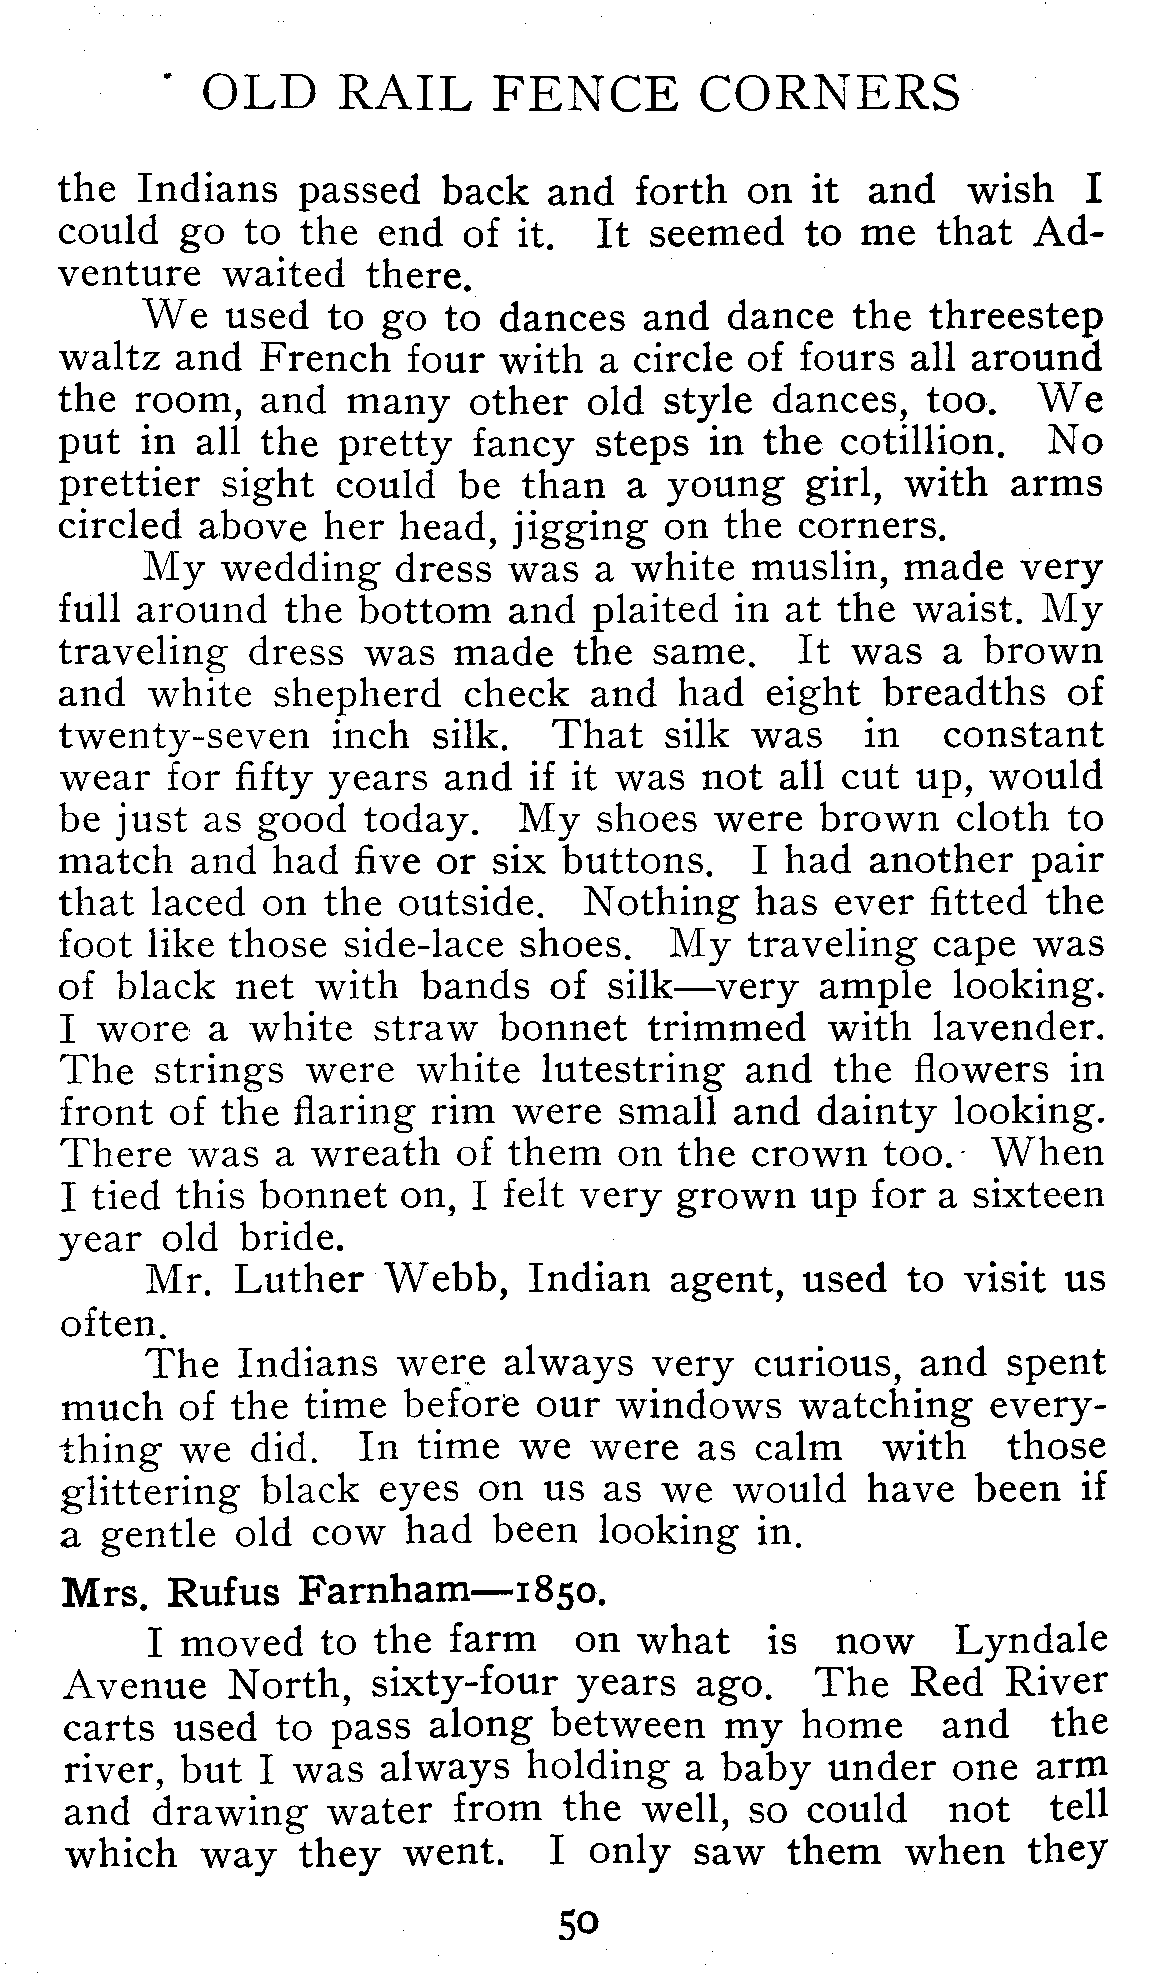 OLD RAIL FENCE CORNERS
the Indians passed back and forth on it and wish I
could go to the end of it. It seemed to me that Ad-
venture waited there.
We used to go to dances and dance the threestep
waltz and French four with a circle of fours all around
the room, and many other old style dances, too. We
put in all the pretty fancy steps in the cotillion. No
prettier sight could be than a young girl, with arms
circled above her head, jigging on the corners.
My wedding dress was a white muslin, made very
full around the bottom and plaited in at the waist. My
traveling dress was made the same. It was a brown
and white shepherd check and had eight breadths of
twenty-seven inch silk. That silk was in constant
wear for fifty years and if it was not all cut up, would
be just as good today. My shoes were brown cloth to
match and had five or six buttons. I had another pair
that laced on the outside. Nothing has ever fitted the
foot like those side-lace shoes. My traveling cape was
of black net with bands of silk—very ample looking.
I wore a white straw bonnet trimmed with lavender.
The strings were white lutestring and the flowers in
front of the flaring rim were small and dainty looking.
There was a wreath of them on the crown too. When
I tied this bonnet on, I felt very grown up for a sixteen
year old bride.
Mr. Luther Webb, Indian agent, used to visit us
often.
The Indians were always very curious, and spent
much of the time before our windows watching every-
thing we did. In time we were as calm with those
glittering black eyes on us as we would have been if
a gentle old cow had been looking in.
Mrs. Rufus Farnham—1850.
I moved to the farm on what is now Lyndale
Avenue North, sixty-four years ago. The Red River
carts used to pass along between my home and the
river, but I was always holding a baby under one arm
and drawing water from the well, so could not tell
which way they went. I only saw them when they
50